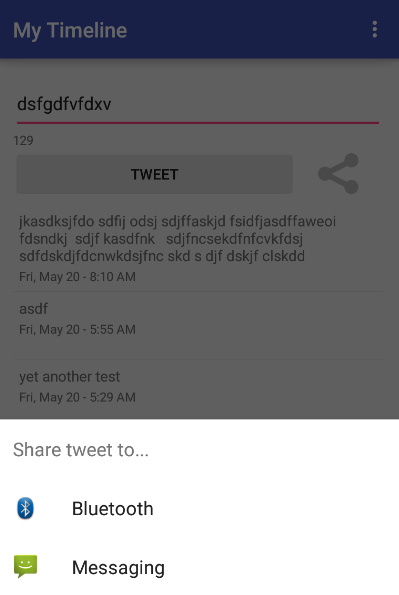 My Timeline
dsfgdfvfdxv
129
TWEET
jkasdksjfdo sdfij odsj sdjffaskjd fsidfjasdffaweoi
fdsndkj sdjf kasdfnk sdjfncsekdfnfcvkfdsj
sdfdskdjfdcnwkdsjfnc skd s djf dskjf clskdd
Fri, May 20 - 8:10 AM
asdf
Fri, May 20 - 5:55 AM
yet another test
Fri, May 20 - 5:29 AM
Share tweet to...
Bluetooth
Messaging